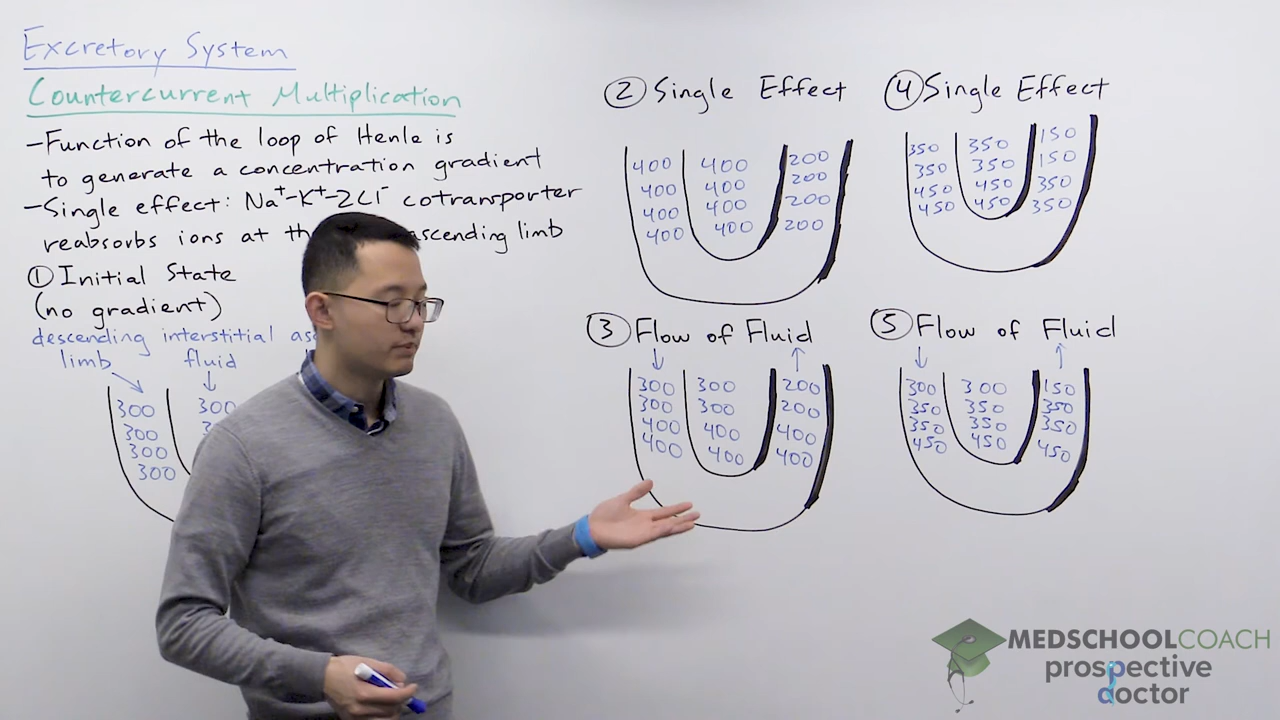 Excretory System
Countercurrent Multiplication
-Function of the loop of Henle is
to generate a concentration gradient
-Single effect: Na⁺-K⁺-2Cl⁻ cotransporter
reabsorbs ions at the ascending limb
① Initial State
(no gradient)
descending interstitial
limb fluid
300 300
300
300
300
② Single Effect
400 400 200
400 400 200
400 400 200
400 400 200
③ Flow of Fluid
300 300 200
300 300 200
400 400 400
400 400 400
④ Single Effect
350 350 150
350 350 150
450 450 350
450 450 350
⑤ Flow of Fluid
300 300 150
350 350 350
350 350 350
450 450 450
MEDSCHOOLCOACH
prospective
doctor